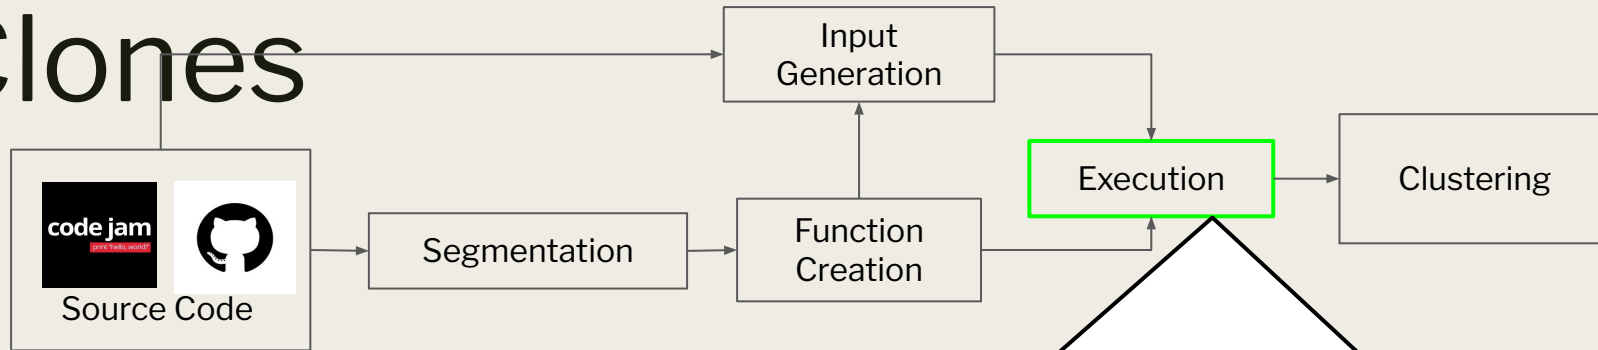 Clones
Input
Generation
Execution
Clustering
code jam
print "hello, world!"
Segmentation
Function
Creation
Source Code